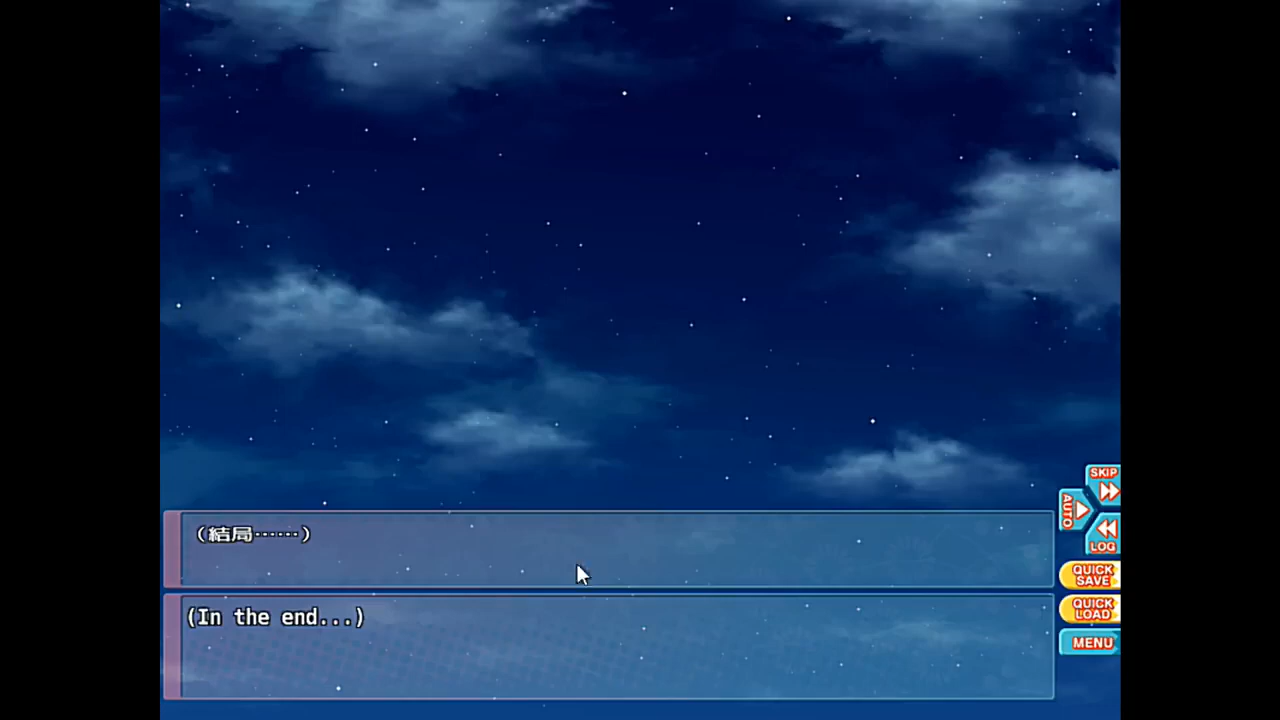 （結局……）
(In the end...)
SKIP
AUTO
LOG
QUICK
SAVE
QUICK
LOAD
MENU